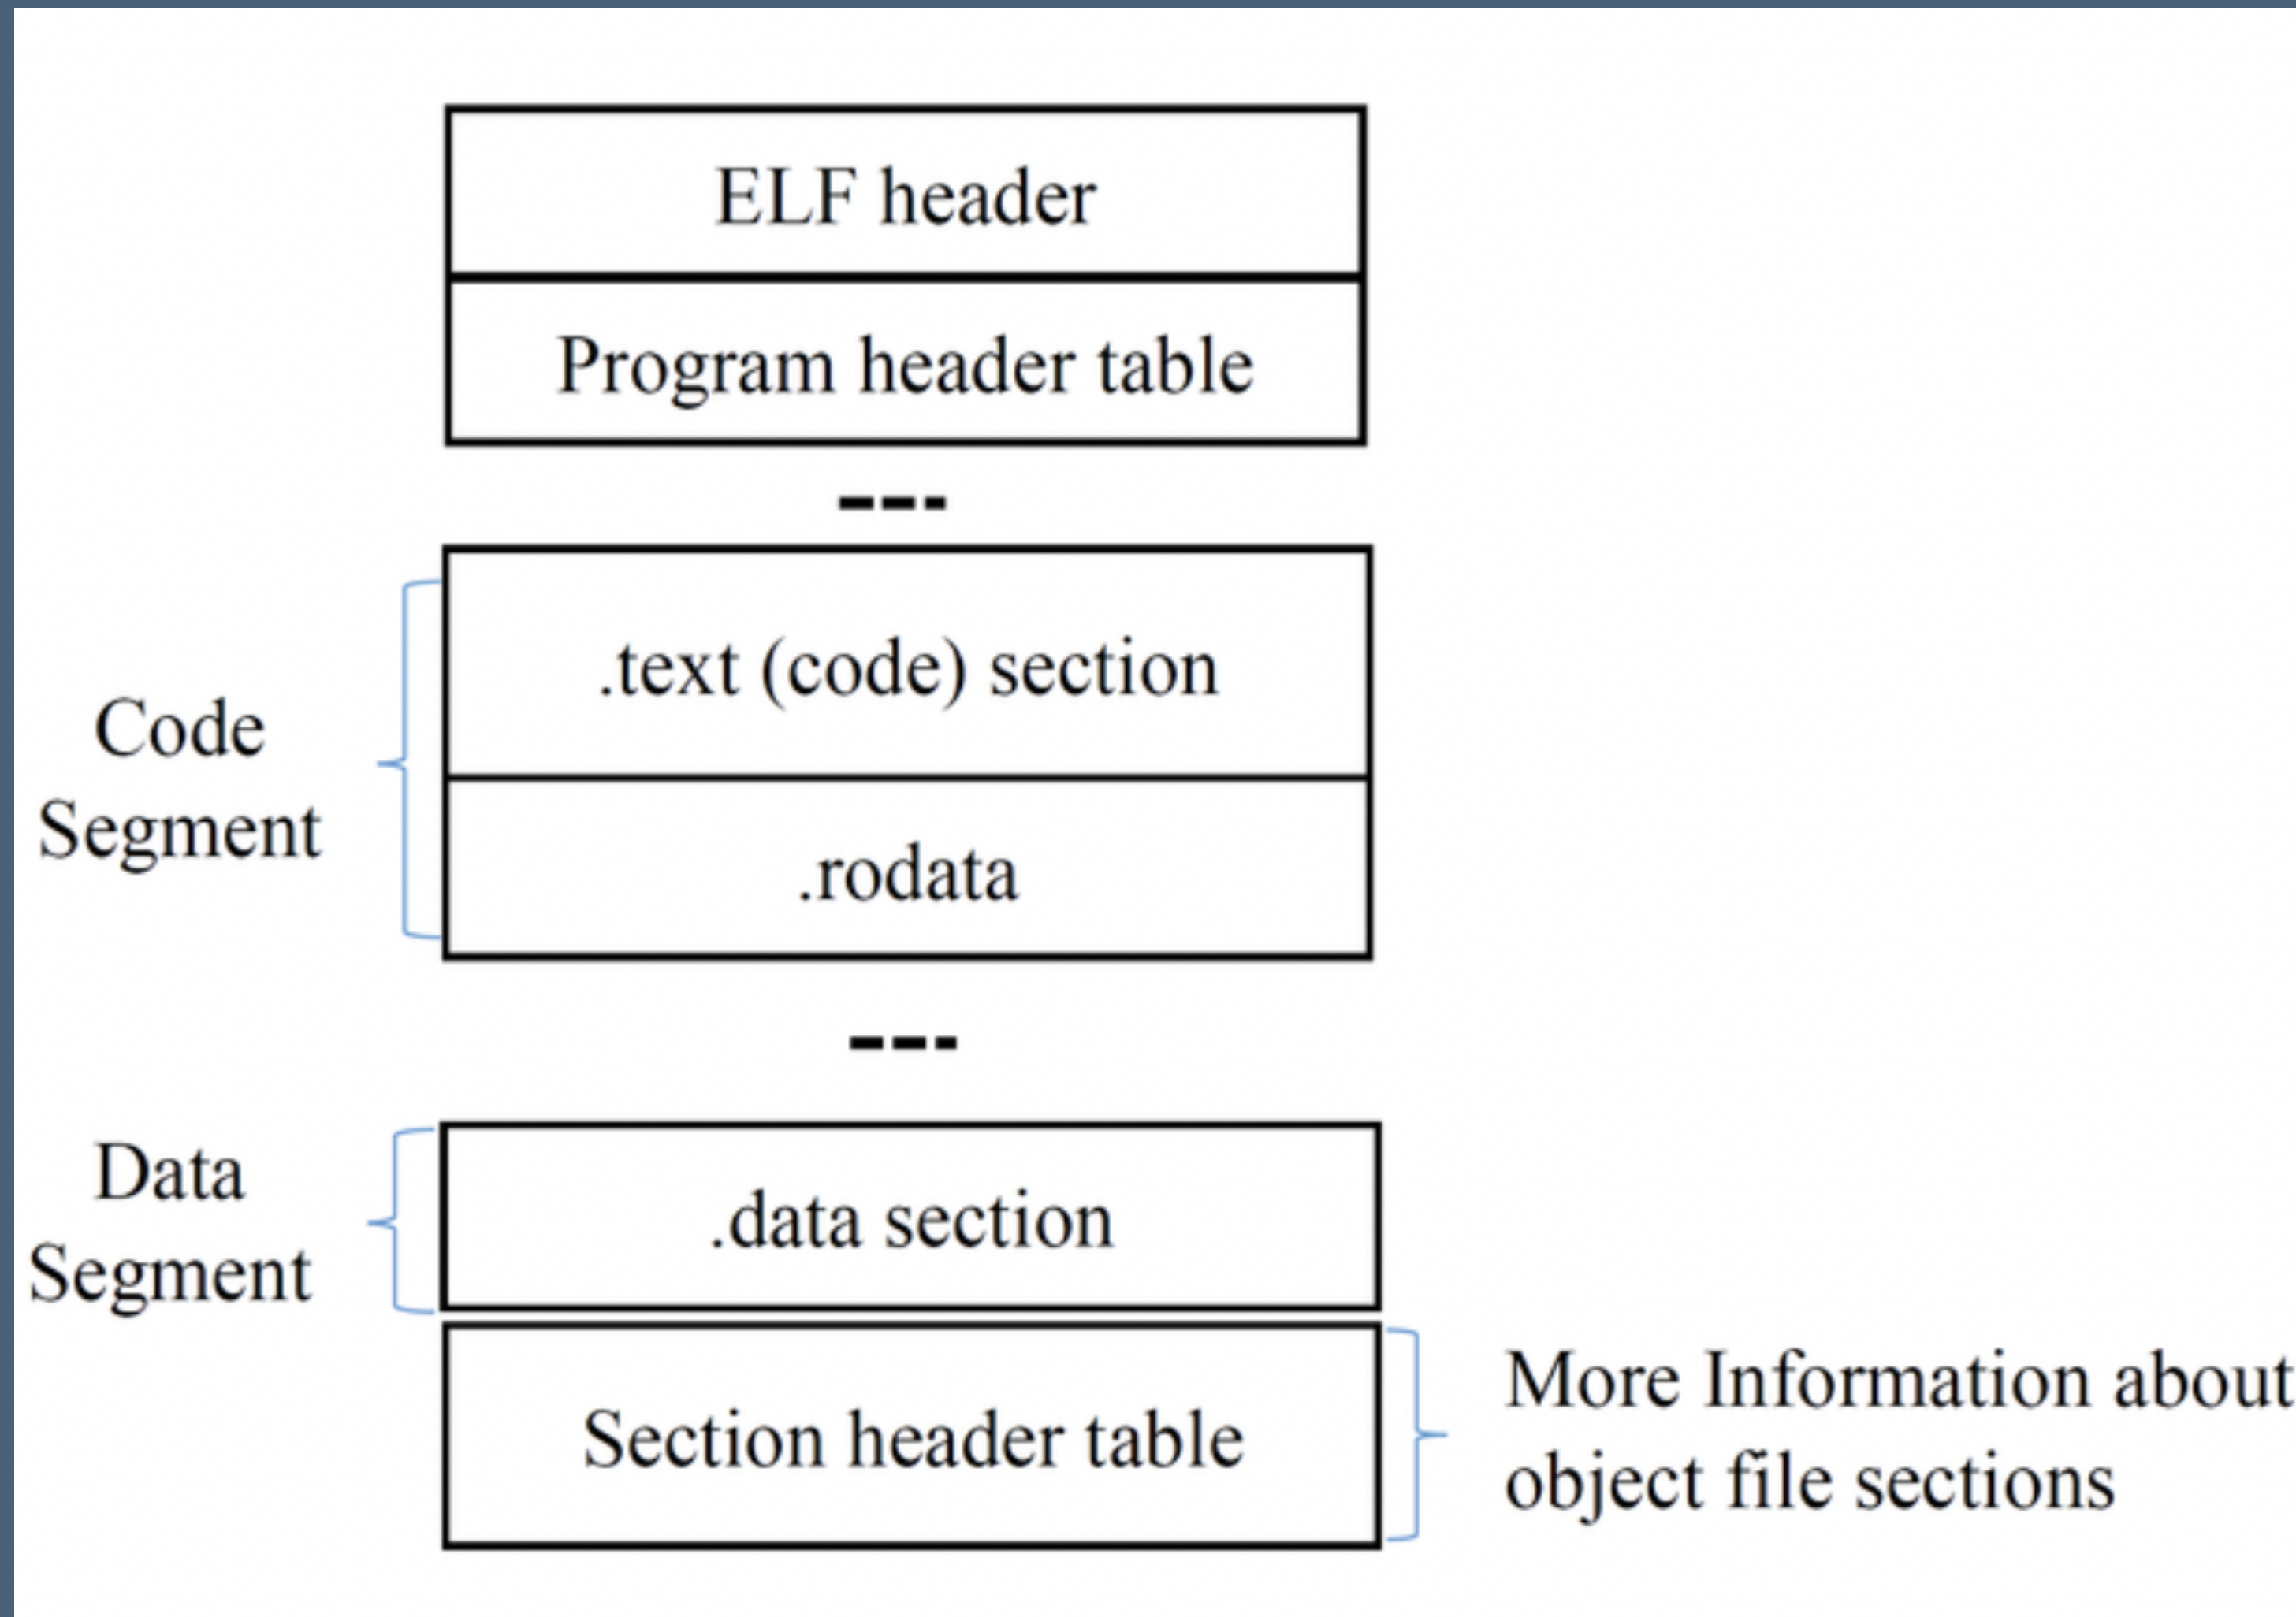 ELF header
Program header table
---
.text (code) section
Code
Segment
.rodata
---
Data
Segment
.data section
Section header table
More Information about
object file sections